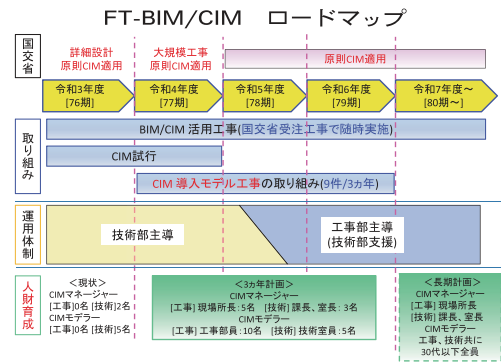 FT-BIM/CIM ロードマップ
国交省
詳細設計
原則CIM適用
大規模工事
原則CIM適用
原則CIM適用
令和3年度
[76期]
令和4年度
[77期]
令和5年度
[78期]
令和6年度
[79期]
令和7年度～
[80期～]
取り組み
BIM/CIM 活用工事(国交省受注工事で随時実施)
CIM試行
CIM 導入モデル工事の取り組み(9件/3ヵ年)
運用体制
技術部主導
工事部主導
(技術部支援)
人財育成
＜現状＞
CIMマネージャー
[工事]0名 [技術]2名
CIMモデラー
[工事]0名 [技術]5名
＜3ヵ年計画＞
CIMマネージャー
[工事] 現場所長：5名 [技術] 課長、室長：3名
CIMモデラー
[工事] 工事部員：10名 [技術] 技術室員：5名
＜長期計画＞
CIMマネージャー
[工事] 現場所長
[技術] 課長、室長
CIMモデラー
工事、技術共に
30代以下全員